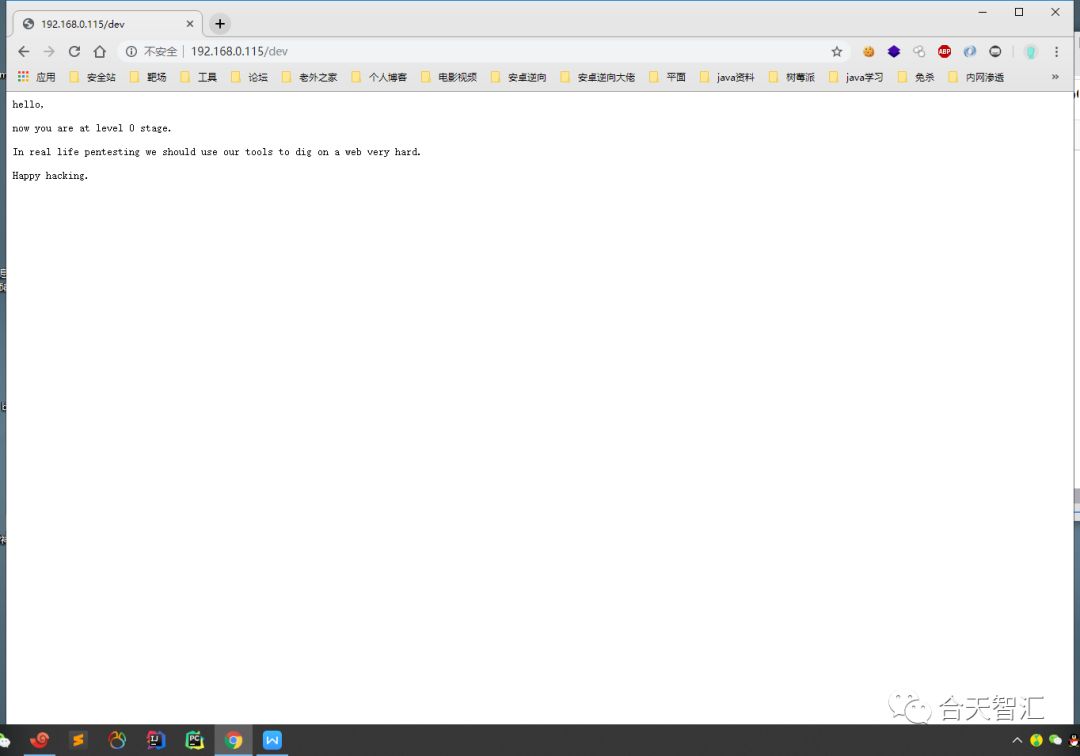 192.168.0.115/dev
不安全 192.168.0.115/dev
ABP
应用 安全站 靶场 工具 论坛 老外之家 个人博客 电影视频 安卓逆向 安卓逆向大佬 平面 java资料 树莓派 java学习 免杀 内网渗透 »
hello,
now you are at level 0 stage.
In real life pentesting we should use our tools to dig on a web very hard.
Happy hacking.
合天智汇
IJ PC W